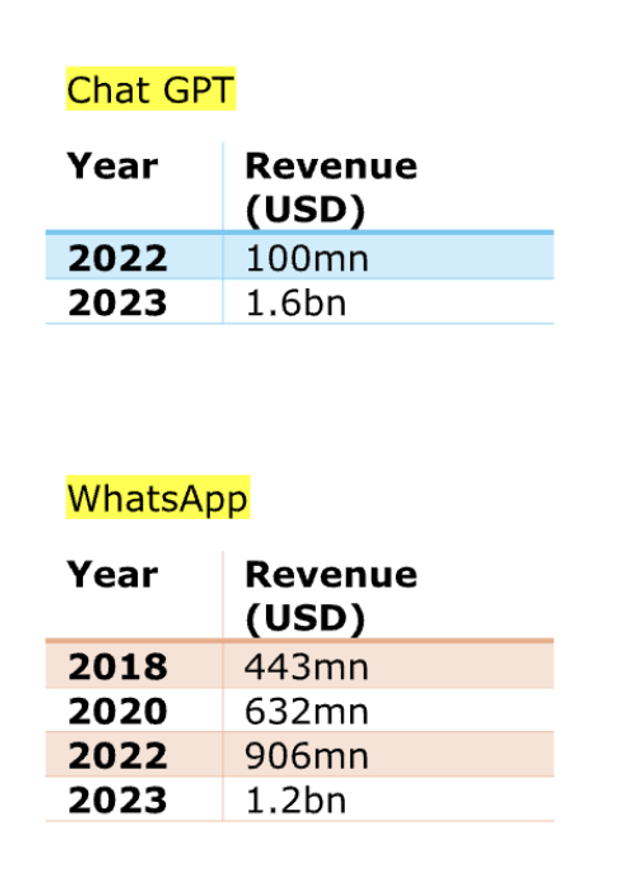 Chat GPT
Year Revenue
(USD)
2022 100mn
2023 1.6bn
WhatsApp
Year Revenue
(USD)
2018 443mn
2020 632mn
2022 906mn
2023 1.2bn